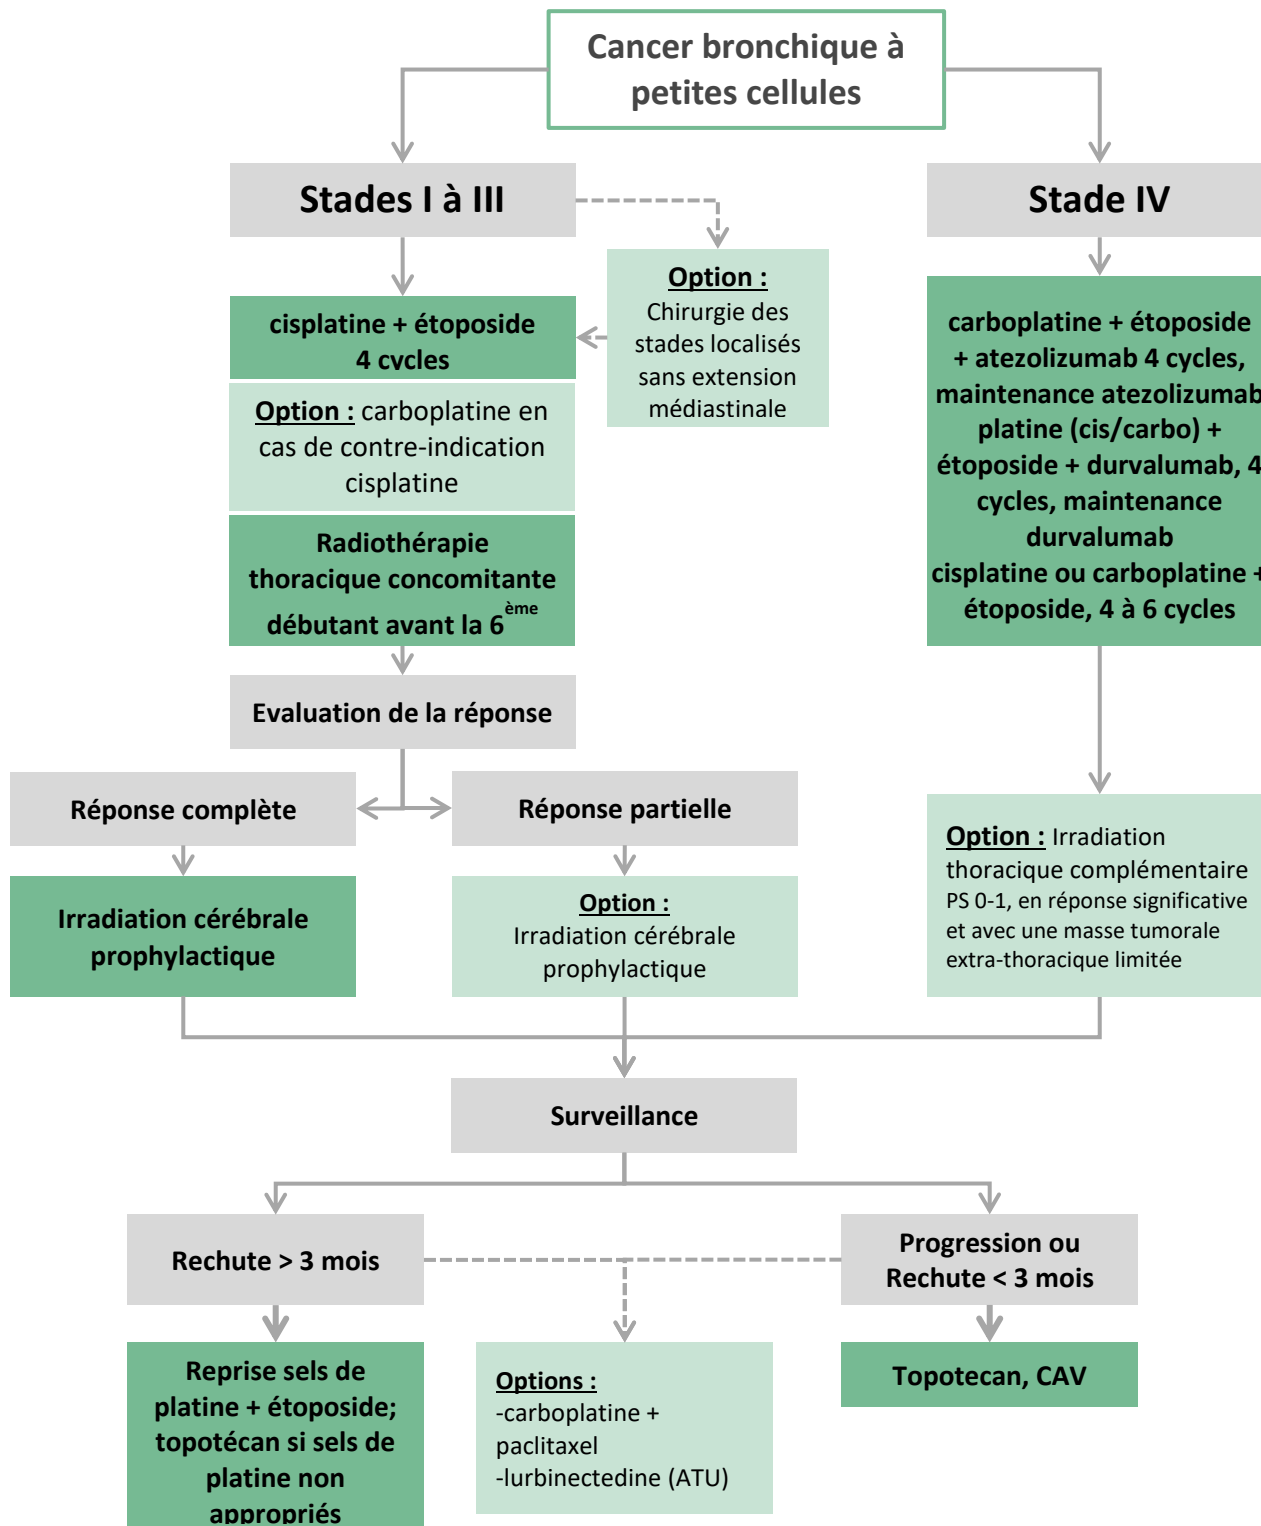 Cancer bronchique à
petites cellules
Stades I à III
Stade IV
Option :
Chirurgie des
stades localisés
sans extension
médiastinale
cisplatine + étoposide
4 cycles
Option : carboplatine en
cas de contre-indication
cisplatine
Radiothérapie
thoracique concomitante
débutant avant la 6ème
carboplatine + étoposide
+ atezolizumab 4 cycles,
maintenance atezolizumab
platine (cis/carbo) +
étoposide + durvalumab, 4
cycles, maintenance
durvalumab
cisplatine ou carboplatine +
étoposide, 4 à 6 cycles
Evaluation de la réponse
Réponse complète
Réponse partielle
Irradiation cérébrale
prophylactique
Option :
Irradiation cérébrale
prophylactique
Option : Irradiation
thoracique complémentaire
PS 0-1, en réponse significative
et avec une masse tumorale
extra-thoracique limitée
Surveillance
Rechute > 3 mois
Progression ou
Rechute < 3 mois
Reprise sels de
platine + étoposide;
topotécan si sels de
platine non
appropriés
Options :
-carboplatine +
paclitaxel
-lurbinectedine (ATU)
Topotecan, CAV